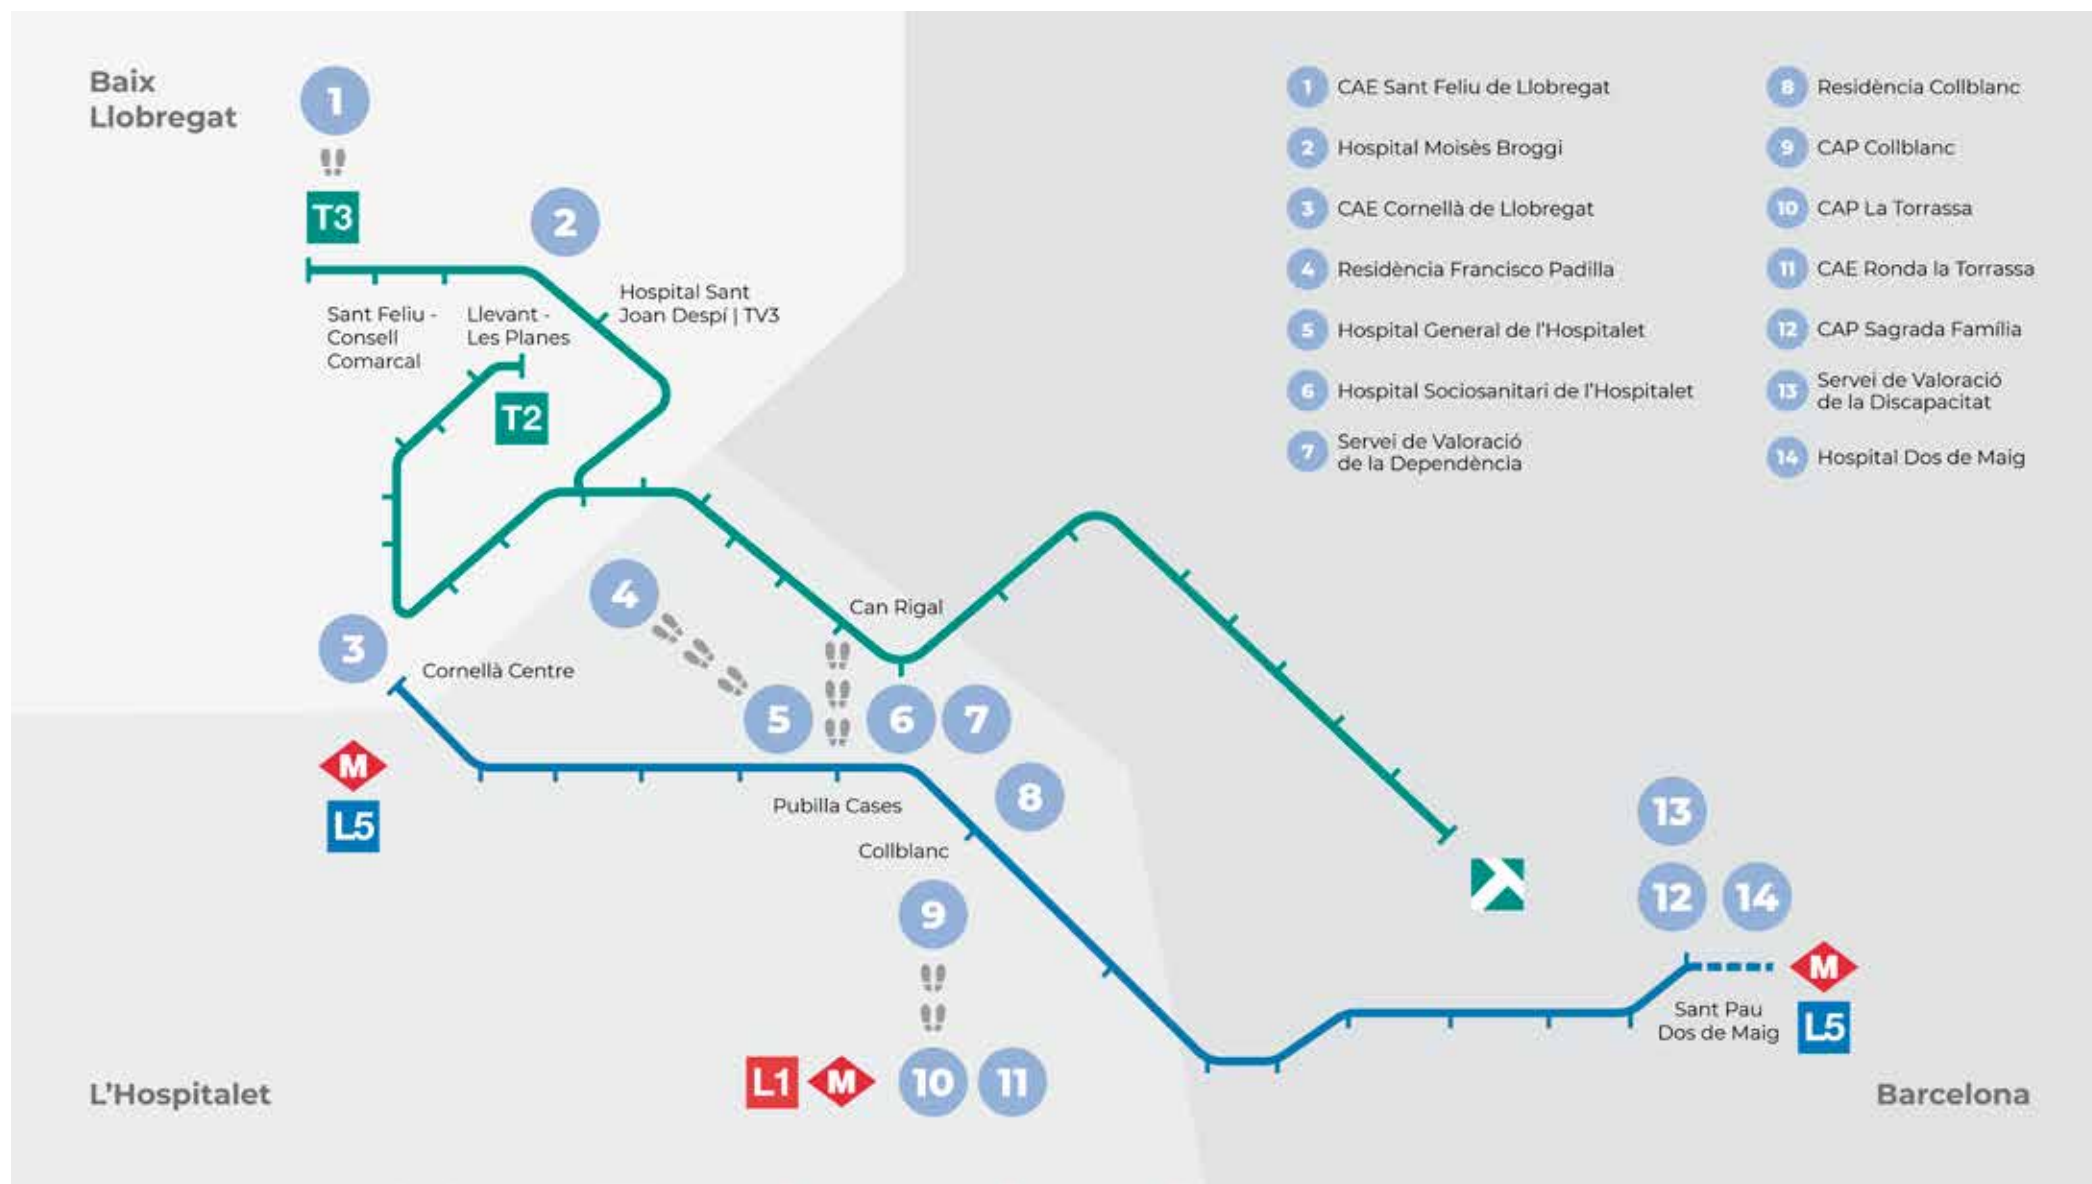 Baix
Llobregat
1
T3
2
Hospital Sant
Joan Despí | TV3
Sant Feliu -
Consell
Comarcal
Llevant -
Les Planes
T2
4
Can Rigal
3
Cornellà Centre
5
6
7
M
L5
Pubilla Cases
8
Collblanc
9
L1
M
10
11
13
12
14
M
Sant Pau
Dos de Maig
L5
L'Hospitalet
Barcelona
1 CAE Sant Feliu de Llobregat
2 Hospital Moisès Broggi
3 CAE Cornellà de Llobregat
4 Residència Francisco Padilla
5 Hospital General de l'Hospitalet
6 Hospital Sociosanitari de l'Hospitalet
7 Servei de Valoració
de la Dependència
8 Residència Collblanc
9 CAP Collblanc
10 CAP La Torrassa
11 CAE Ronda la Torrassa
12 CAP Sagrada Família
13 Servei de Valoració
de la Discapacitat
14 Hospital Dos de Maig